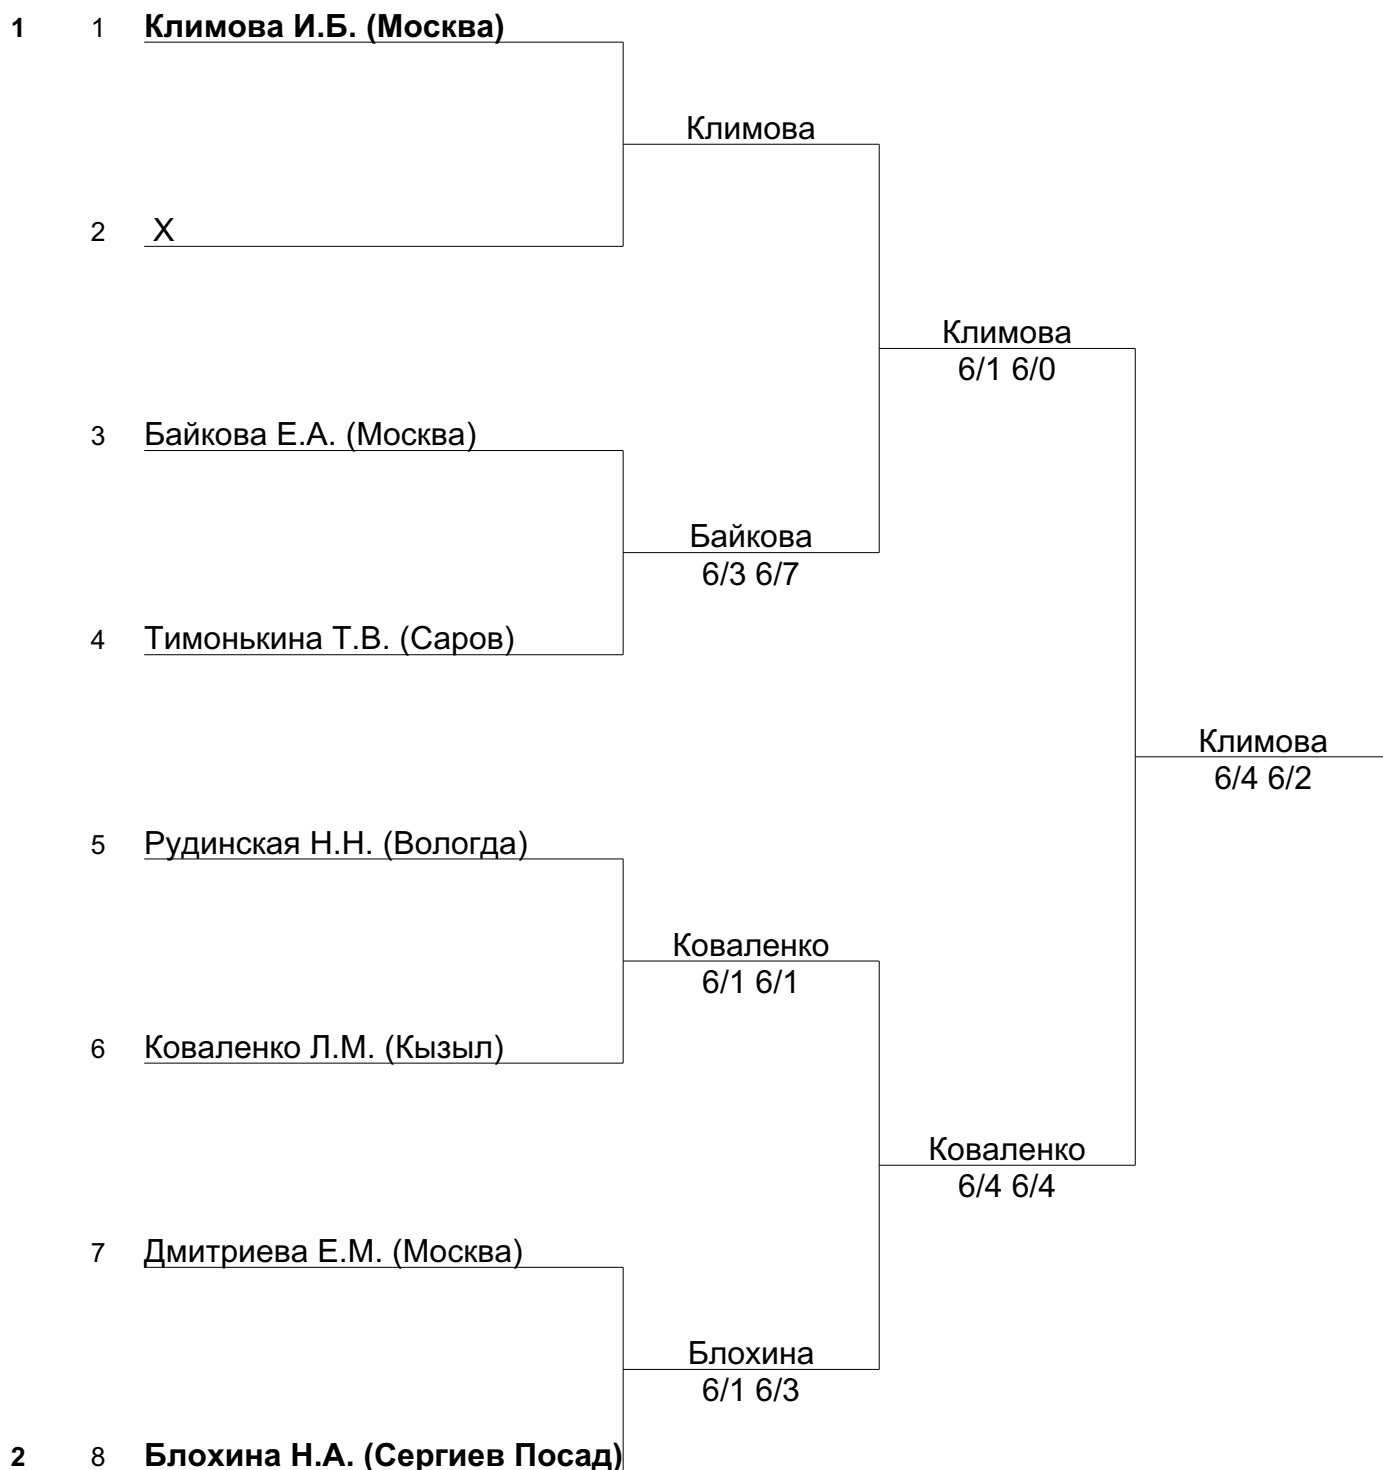 1 1 Климова И.Б. (Москва)
Климова
2 X
Климова
6/1 6/0
3 Байкова Е.А. (Москва)
Байкова
6/3 6/7
4 Тимонькина Т.В. (Саров)
Климова
6/4 6/2
5 Рудинская Н.Н. (Вологда)
Коваленко
6/1 6/1
6 Коваленко Л.М. (Кызыл)
Коваленко
6/4 6/4
7 Дмитриева Е.М. (Москва)
Блохина
6/1 6/3
2 8 Блохина Н.А. (Сергиев Посад)